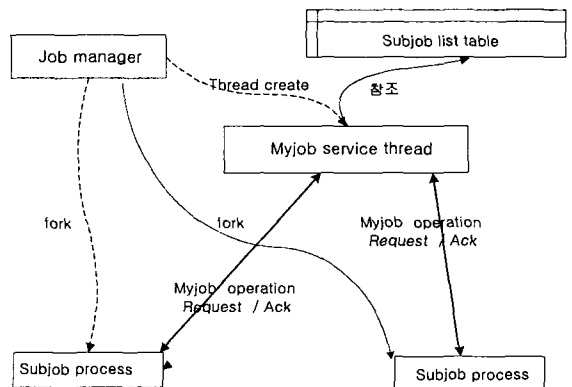 Job manager
Subjob list table
Thread create
참조
Myjob service thread
fork
fork
Myjob operation
Request / Ack
Myjob operation
Request / Ack
Subjob process
Subjob process